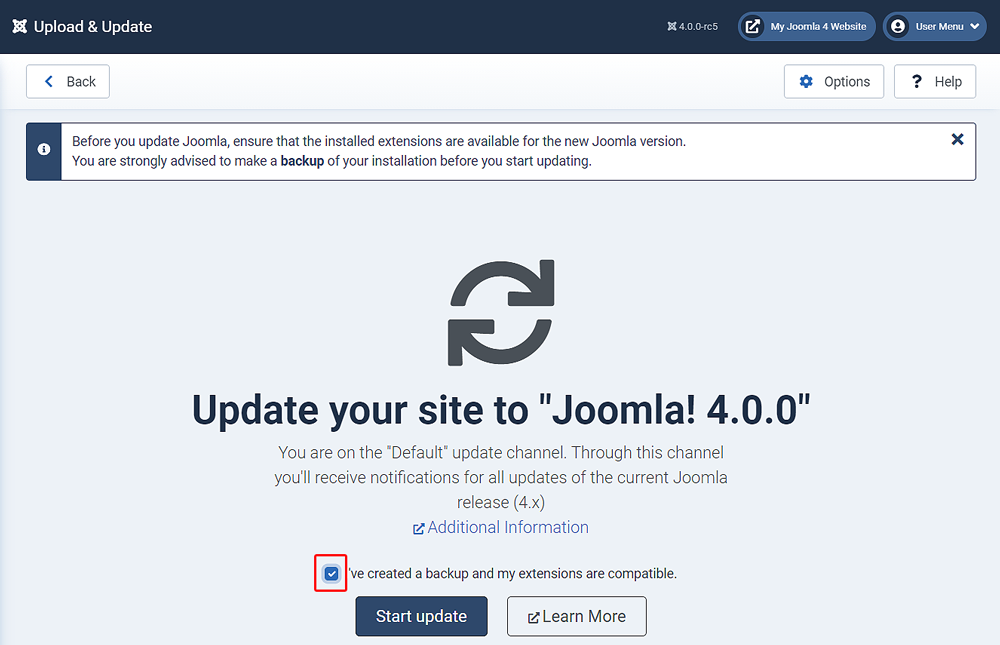 Upload & Update
4.0.0-rc5
My Joomla 4 Website
User Menu
Back
Options
? Help
Before you update Joomla, ensure that the installed extensions are available for the new Joomla version.
You are strongly advised to make a backup of your installation before you start updating.
Update your site to "Joomla! 4.0.0"
You are on the "Default" update channel. Through this channel
you'll receive notifications for all updates of the current Joomla
release (4.x)
Additional Information
've created a backup and my extensions are compatible.
Start update
Learn More